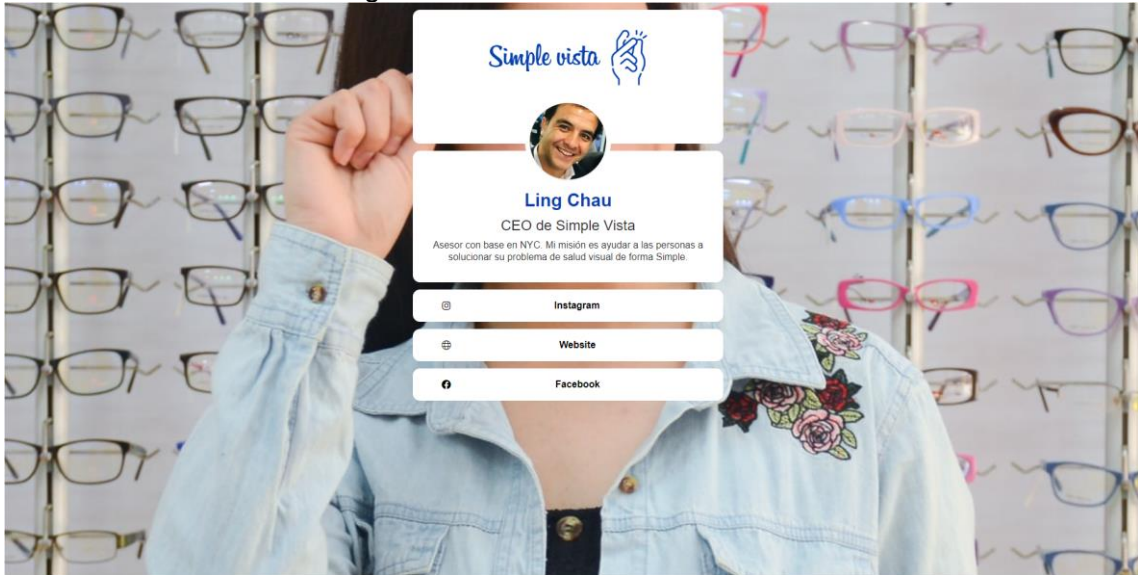 Simple vista
Ling Chau
CEO de Simple Vista
Asesor con base en NYC. Mi misión es ayudar a las personas a
solucionar su problema de salud visual de forma Simple.
Instagram
Website
Facebook